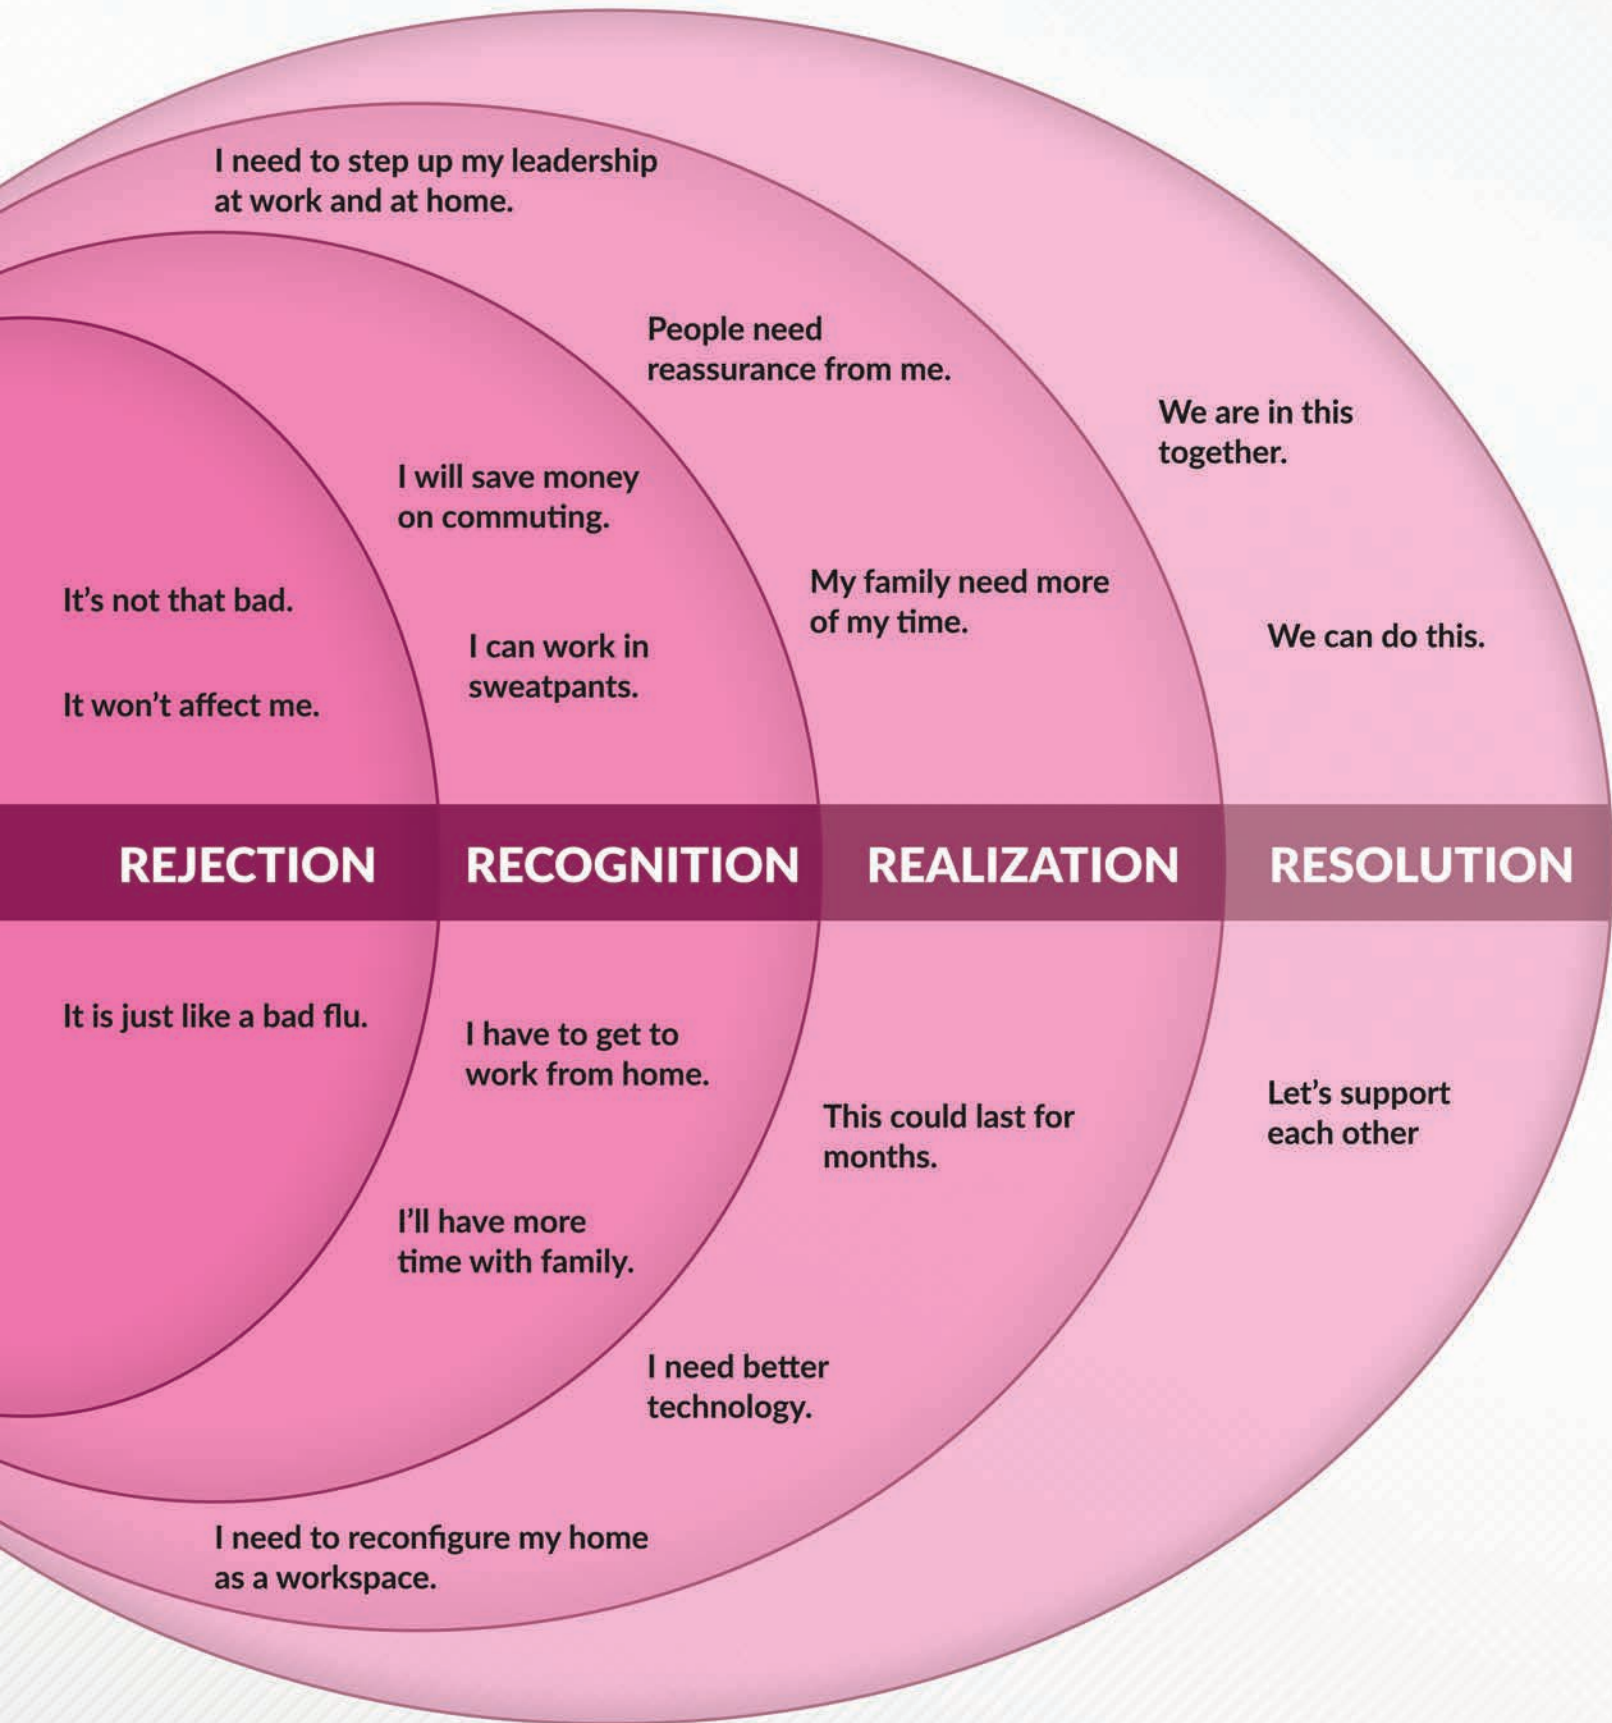 I need to step up my leadership
at work and at home.
People need
reassurance from me.
We are in this
together.
I will save money
on commuting.
My family need more
of my time.
It’s not that bad.
We can do this.
I can work in
sweatpants.
It won’t affect me.
REJECTION
RECOGNITION
REALIZATION
RESOLUTION
It is just like a bad flu.
I have to get to
work from home.
Let’s support
each other
This could last for
months.
I’ll have more
time with family.
I need better
technology.
I need to reconfigure my home
as a workspace.